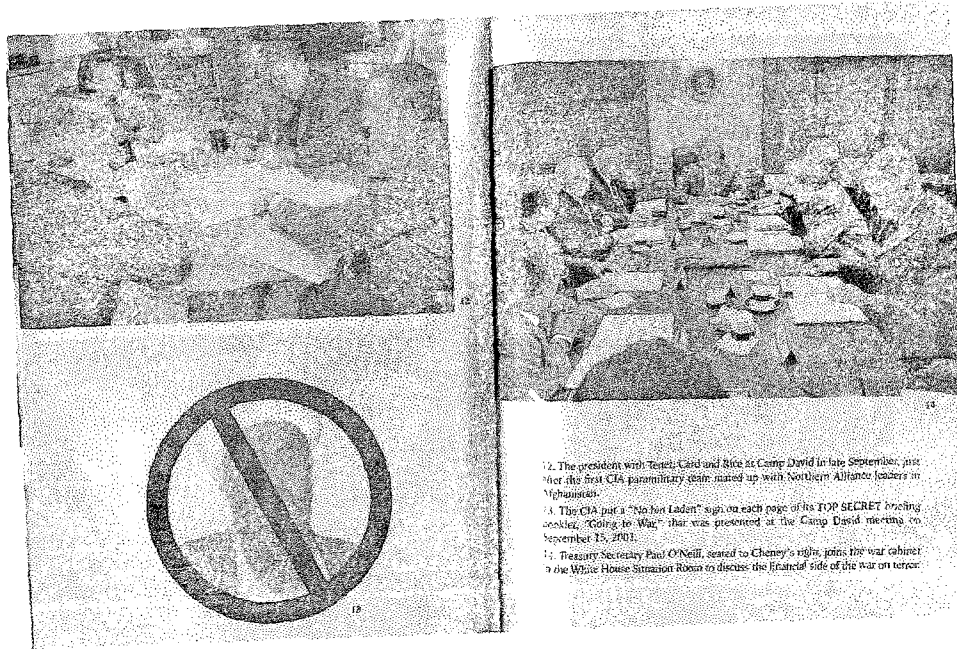 12
13
14
12. The president with Tenet, Card and Rice at Camp David in late September, just
after the first CIA paramilitary team mated up with Northern Alliance leaders in
Afghanistan.
13. The CIA put a "No bin Laden" sign on each page of its TOP SECRET briefing
booklet, "Going to War," that was presented at the Camp David meeting on
September 15, 2001.
14. Treasury Secretary Paul O'Neill, seated to Cheney's right, joins the war cabinet
in the White House Situation Room to discuss the financial side of the war on terror.